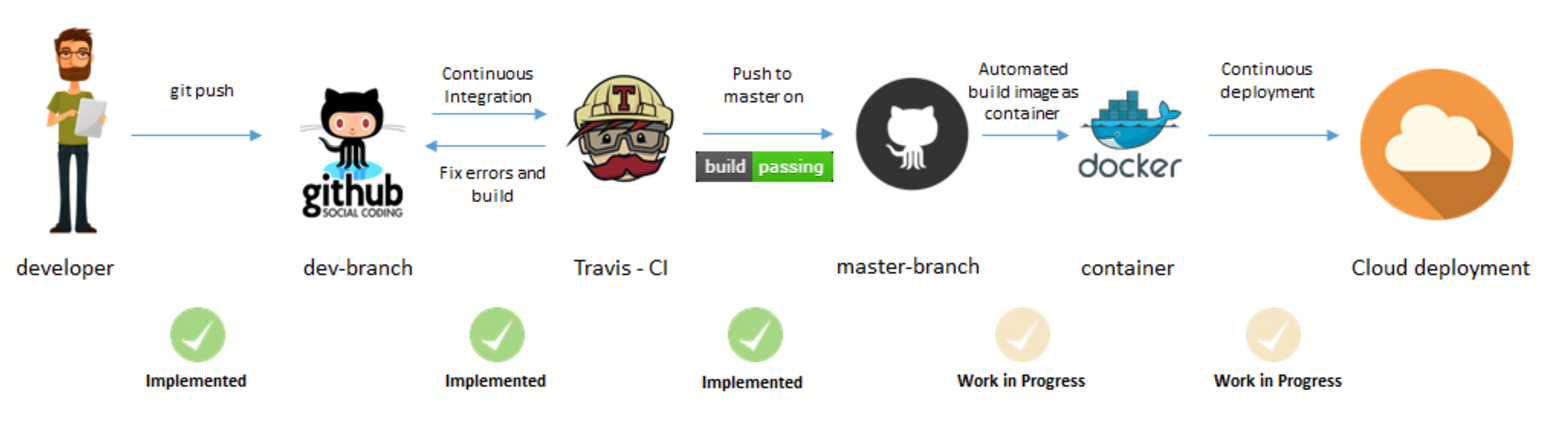 git push
Continuous
Integration
Fix errors and
build
Push to
master on
build passing
Automated
build image as
container
Continuous
deployment
T
github
SOCIAL CODING
docker
developer
dev-branch
Travis - CI
master-branch
container
Cloud deployment
Implemented
Implemented
Implemented
Work in Progress
Work in Progress